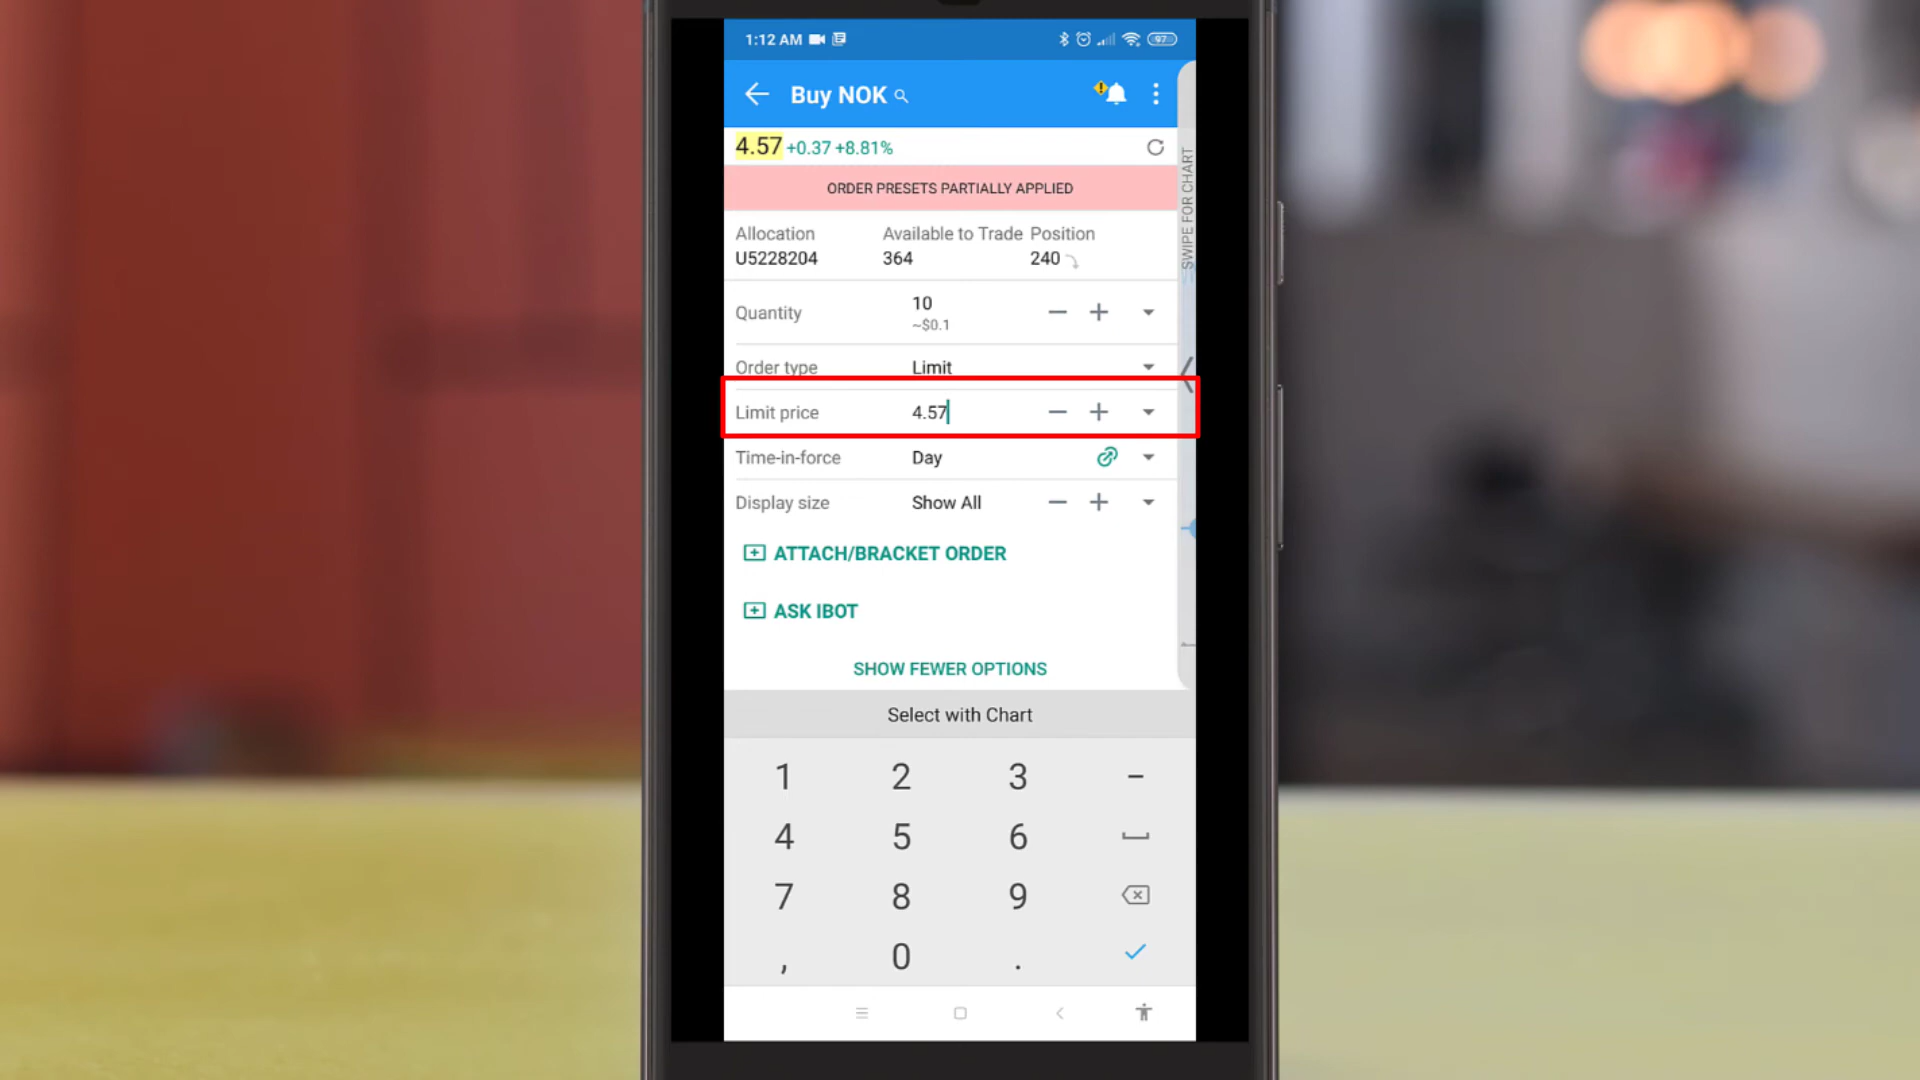 1:12 AM
97
Buy NOK
4.57 +0.37 +8.81%
ORDER PRESETS PARTIALLY APPLIED
SWIPE FOR CHART
Allocation Available to Trade Position
U5228204 364 240
Quantity 10
~$0.1
Order type Limit
Limit price 4.57
Time-in-force Day
Display size Show All
ATTACH/BRACKET ORDER
ASK IBOT
SHOW FEWER OPTIONS
Select with Chart
1 2 3 -
4 5 6
7 8 9
, 0 .